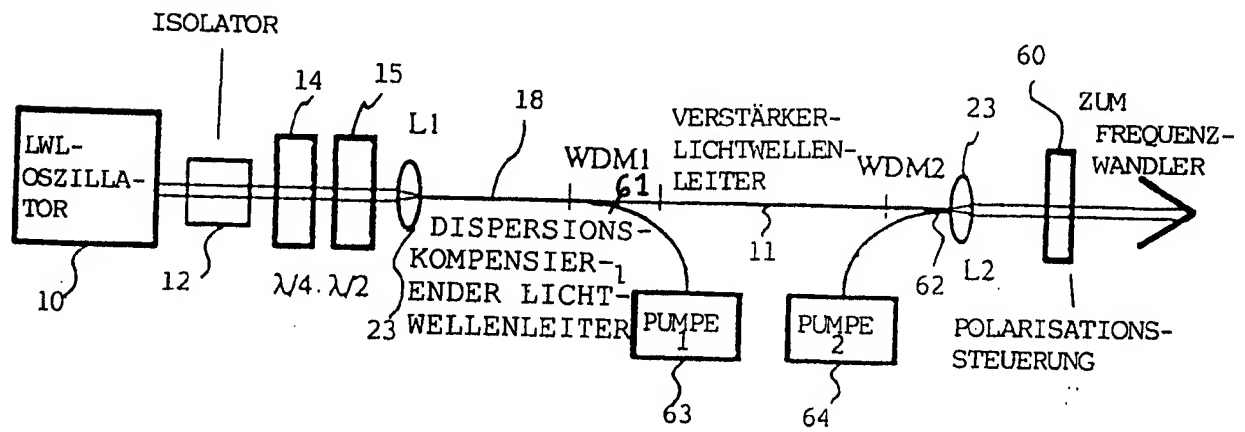 ISOLATOR
14
15
18
60
LWL-
OSZILLA-
TOR
L1
WDM1
61
VERSTÄRKER-
LICHTWELLEN-
LEITER
WDM2
23
ZUM
FREQUENZ-
WANDLER
10
12
λ/4
λ/2
23
DISPERSIONS-
KOMPENSIER-
ENDER LICHT-
WELLENLEITER
11
62
L2
PUMPE
1
PUMPE
2
63
64
POLARISATIONS-
STEUERUNG